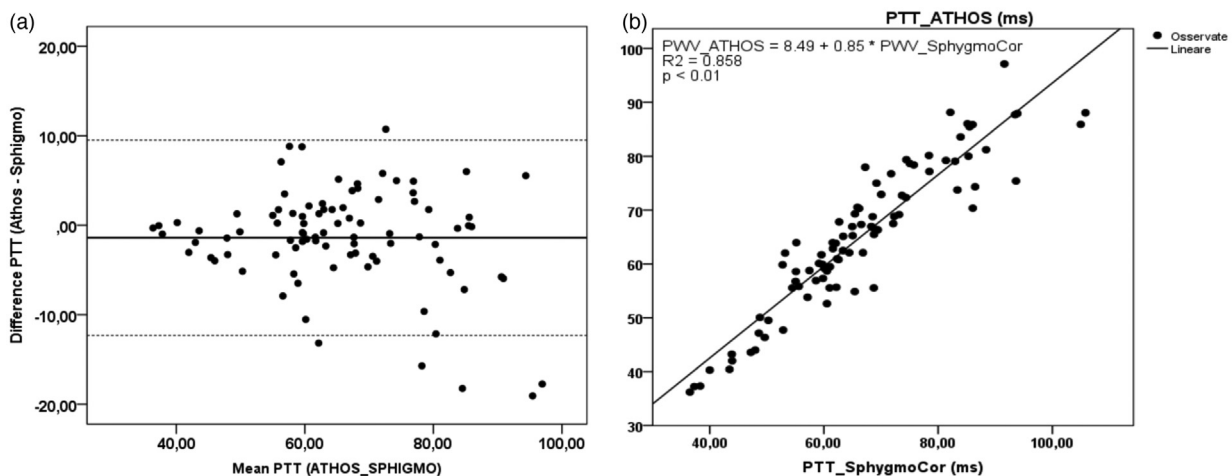 (a)
20,00
10,00
,00
-10,00
-20,00
Difference PTT (Athos - Sphigmo)
40,00 60,00 80,00 100,00
Mean PTT (ATHOS_SPHIGMO)
(b)
PTT_ATHOS (ms)
PWV_ATHOS = 8.49 + 0.85 * PWV_SphygmoCor
R2 = 0.858
p < 0.01
Osservate
Lineare
100
90
80
70
60
50
40
30
40,00 60,00 80,00 100,00
PTT_SphygmoCor (ms)